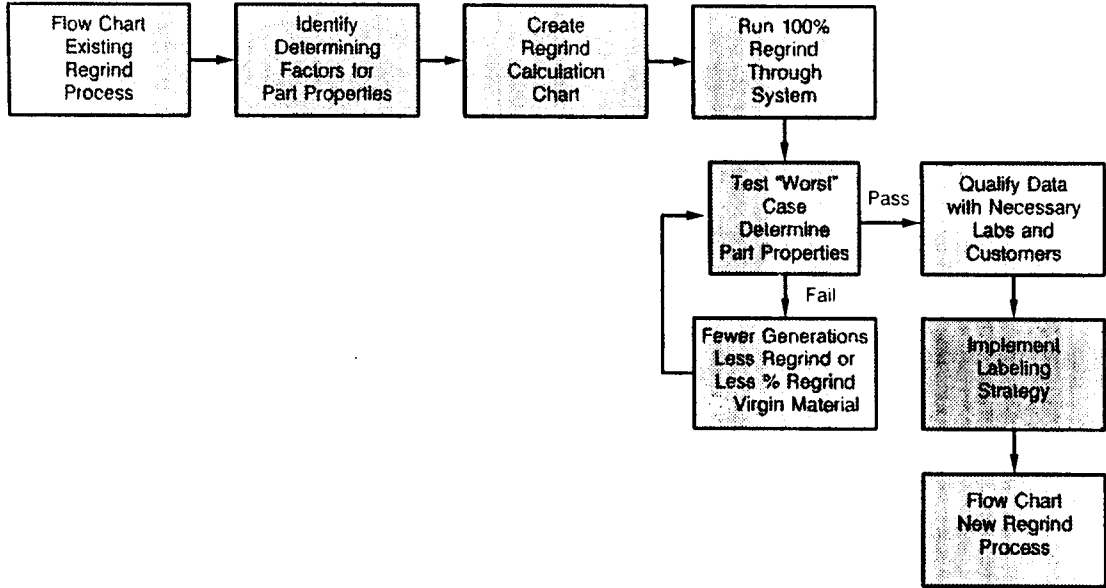 Flow Chart
Existing
Regrind
Process
Identify
Determining
Factors for
Part Properties
Create
Regrind
Calculation
Chart
Run 100%
Regrind
Through
System
Test "Worst"
Case
Determine
Part Properties
Pass
Qualify Data
with Necessary
Labs and
Customers
Fail
Fewer Generations
Less Regrind or
Less % Regrind
Virgin Material
Implement
Labeling
Strategy
Flow Chart
New Regrind
Process